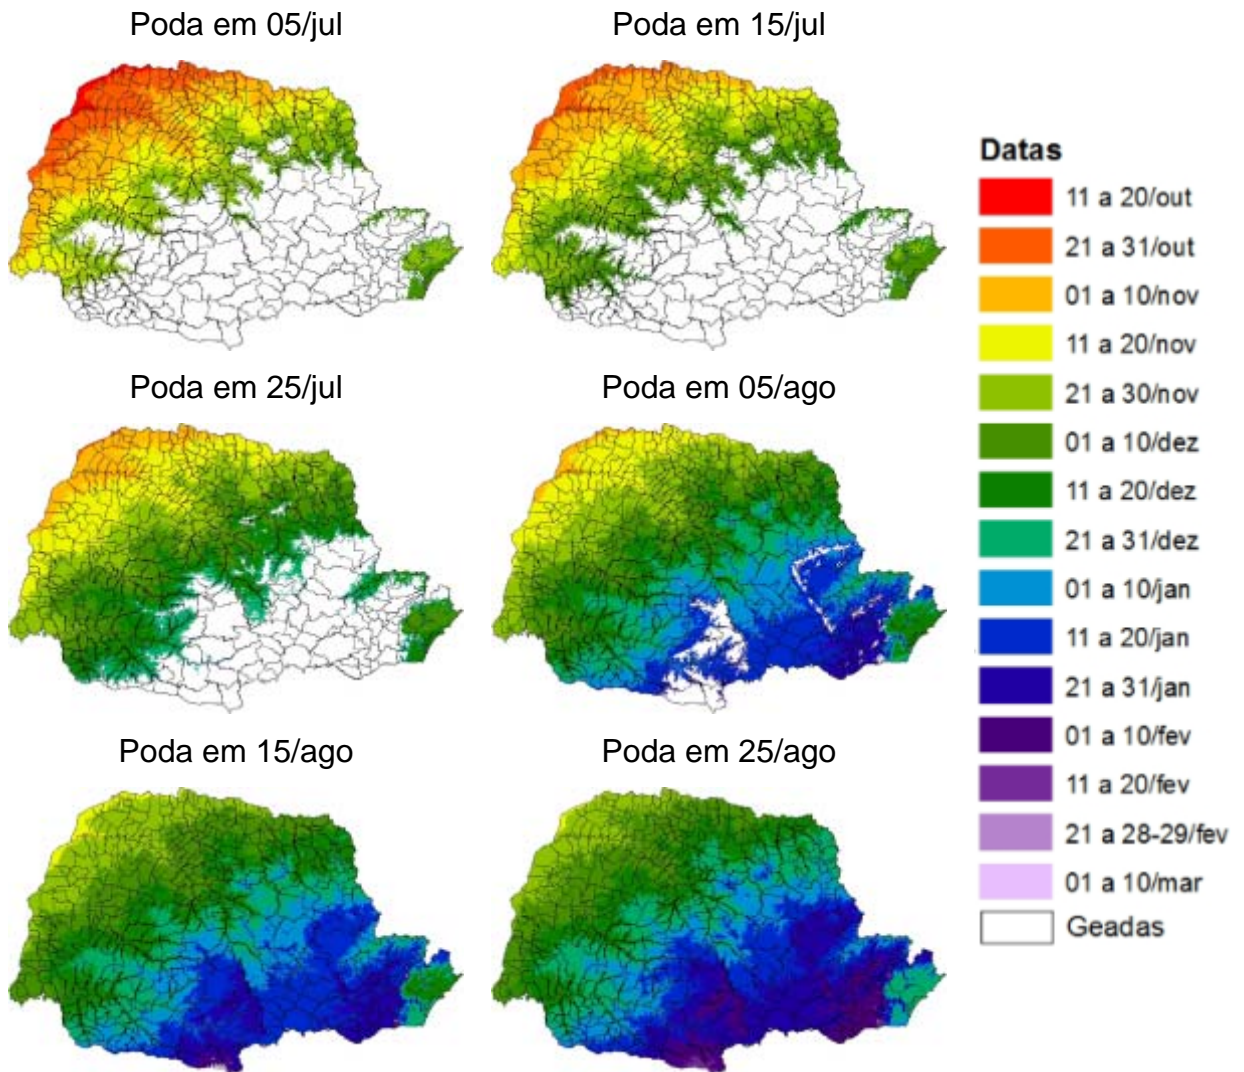 Poda em 05/jul
Poda em 15/jul
Poda em 25/jul
Poda em 05/ago
Poda em 15/ago
Poda em 25/ago
Datas
11 a 20/out
21 a 31/out
01 a 10/nov
11 a 20/nov
21 a 30/nov
01 a 10/dez
11 a 20/dez
21 a 31/dez
01 a 10/jan
11 a 20/jan
21 a 31/jan
01 a 10/fev
11 a 20/fev
21 a 28-29/fev
01 a 10/mar
Geadas